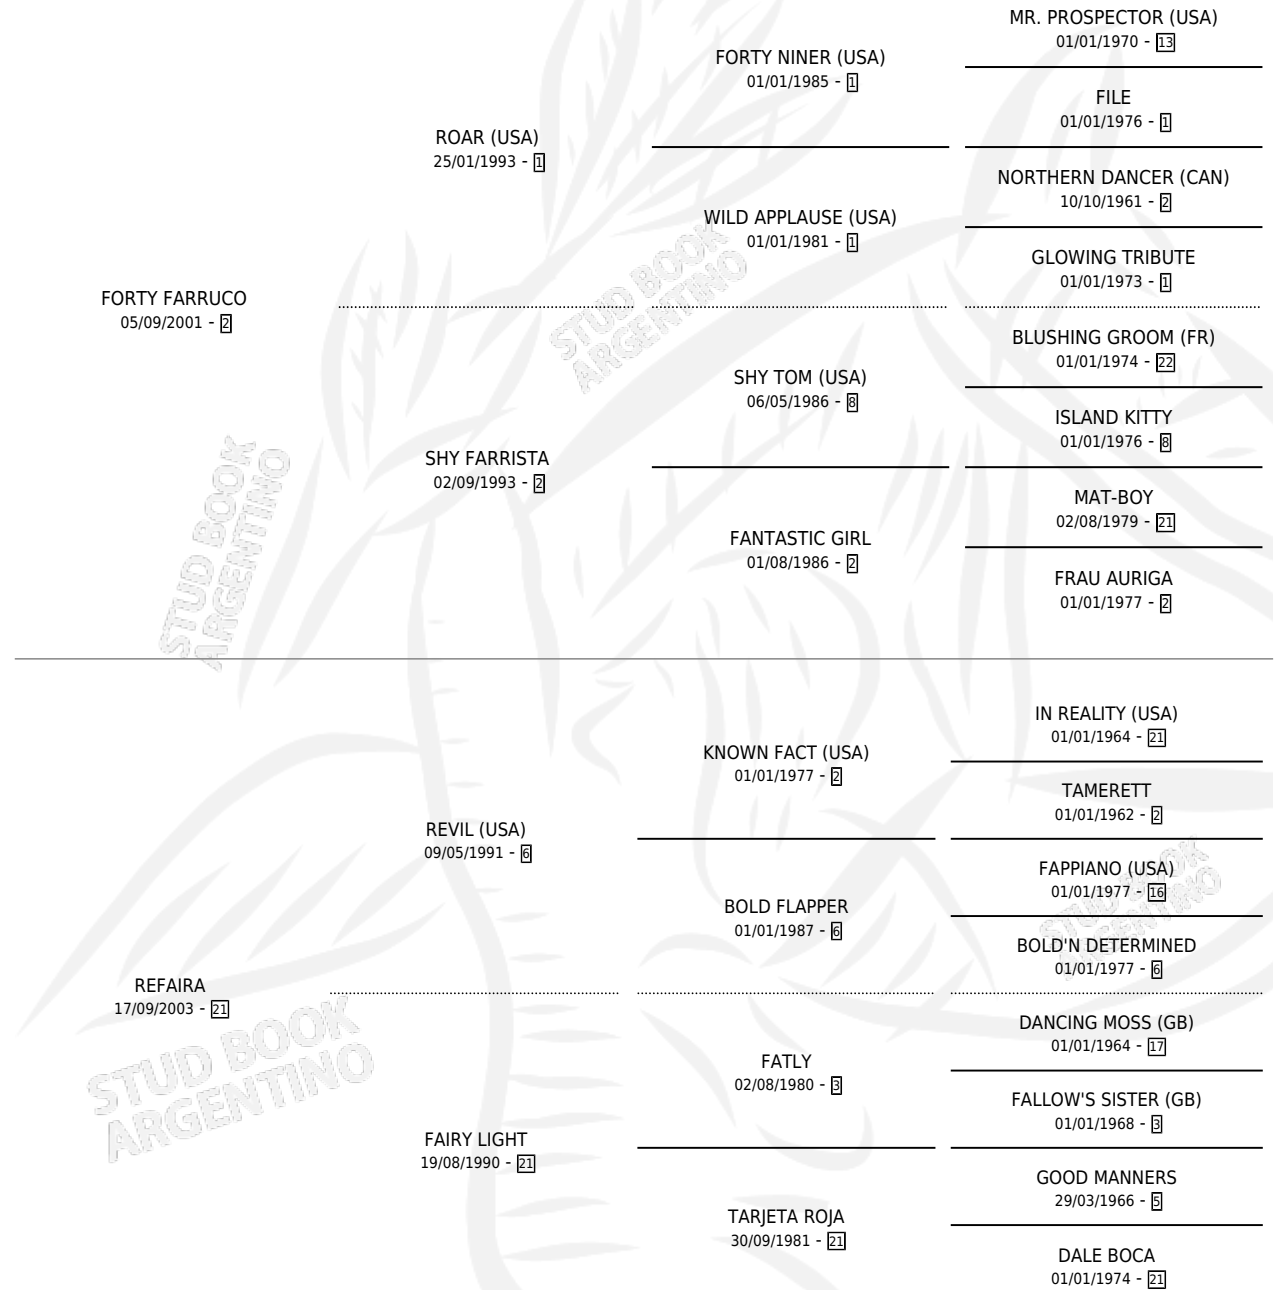 MR. PROSPECTOR (USA)
01/01/1970 - 13
FORTY NINER (USA)
01/01/1985 - 1
FILE
01/01/1976 - 1
ROAR (USA)
25/01/1993 - 1
NORTHERN DANCER (CAN)
10/10/1961 - 2
WILD APPLAUSE (USA)
01/01/1981 - 1
GLOWING TRIBUTE
01/01/1973 - 1
FORTY FARRUCO
05/09/2001 - 2
STUD BOOK
ARGENTINO
BLUSHING GROOM (FR)
01/01/1974 - 22
SHY TOM (USA)
06/05/1986 - 8
ISLAND KITTY
01/01/1976 - 8
SHY FARRISTA
02/09/1993 - 2
MAT-BOY
02/08/1979 - 21
FANTASTIC GIRL
01/08/1986 - 2
FRAU AURIGA
01/01/1977 - 2
STUD BOOK
ARGENTINO
IN REALITY (USA)
01/01/1964 - 21
KNOWN FACT (USA)
01/01/1977 - 2
TAMERETT
01/01/1962 - 2
REVIL (USA)
09/05/1991 - 6
FAPPIANO (USA)
01/01/1977 - 16
STUD BOOK
ARGENTINO
BOLD FLAPPER
01/01/1987 - 6
BOLD'N DETERMINED
01/01/1977 - 6
REFAIRA
17/09/2003 - 21
DANCING MOSS (GB)
01/01/1964 - 17
STUD BOOK
ARGENTINO
FATLY
02/08/1980 - 3
FALLOW'S SISTER (GB)
01/01/1968 - 3
FAIRY LIGHT
19/08/1990 - 21
GOOD MANNERS
29/03/1966 - 5
TARJETA ROJA
30/09/1981 - 21
DALE BOCA
01/01/1974 - 21